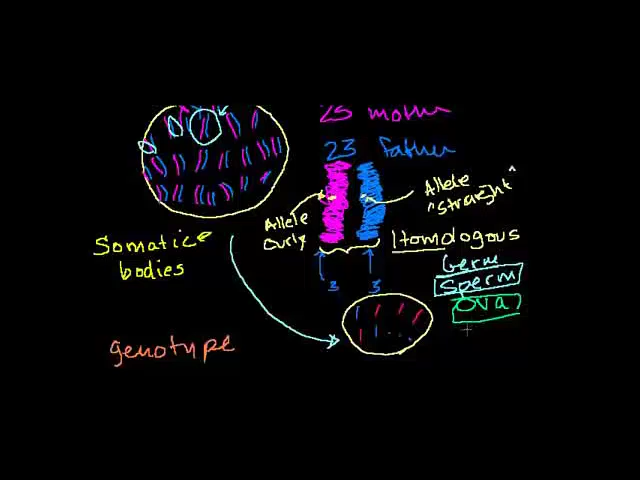 23 mother
23 father
Allele
"straight"
Allele
curly
Homologous
Somatic
bodies
Germ
Sperm
Ova
3 3
genotype